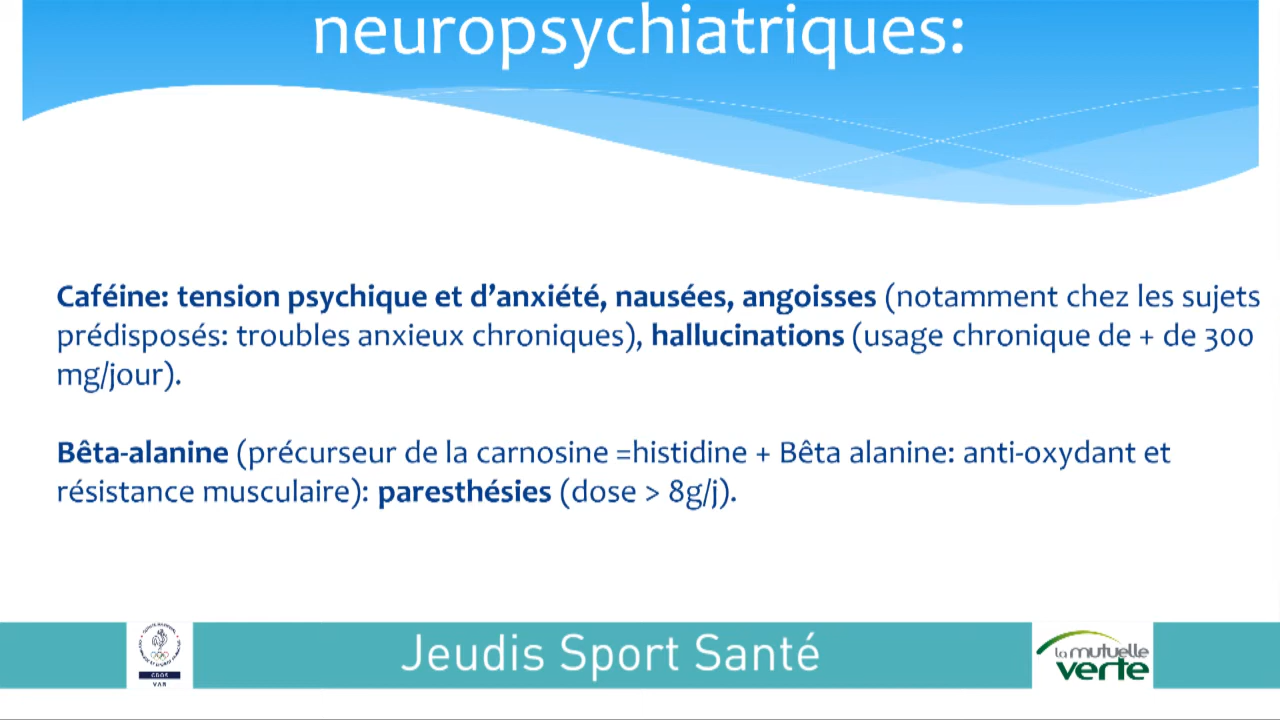 neuropsychiatriques:
Caféine: tension psychique et d’anxiété, nausées, angoisses (notamment chez les sujets
prédisposés: troubles anxieux chroniques), hallucinations (usage chronique de + de 300
mg/jour).
Bêta-alanine (précurseur de la carnosine =histidine + Bêta alanine: anti-oxydant et
résistance musculaire): paresthésies (dose > 8g/j).
Jeudis Sport Santé
CDOS
VAR
la mutuelle
verte